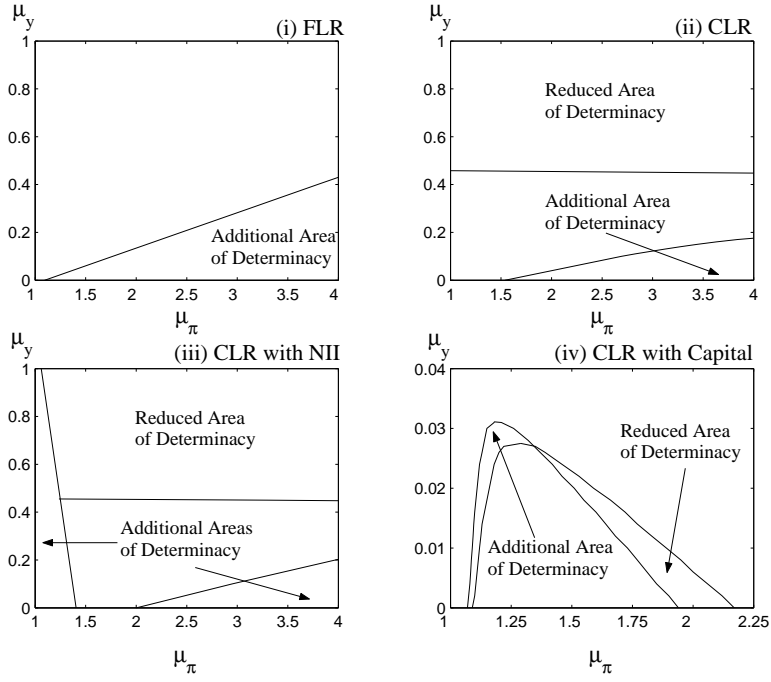 μy
(i) FLR
1
0.8
0.6
0.4
0.2
0
Additional Area
of Determinacy
1 1.5 2 2.5 3 3.5 4
μπ
μy
(ii) CLR
1
0.8
0.6
0.4
0.2
0
Reduced Area
of Determinacy
Additional Area
of Determinacy
1 1.5 2 2.5 3 3.5 4
μπ
μy
(iii) CLR with NII
1
0.8
0.6
0.4
0.2
0
Reduced Area
of Determinacy
Additional Areas
of Determinacy
1 1.5 2 2.5 3 3.5 4
μπ
μy
(iv) CLR with Capital
0.04
0.03
0.02
0.01
0
Reduced Area of
Determinacy
Additional Area of
Determinacy
1 1.25 1.5 1.75 2 2.25
μπ